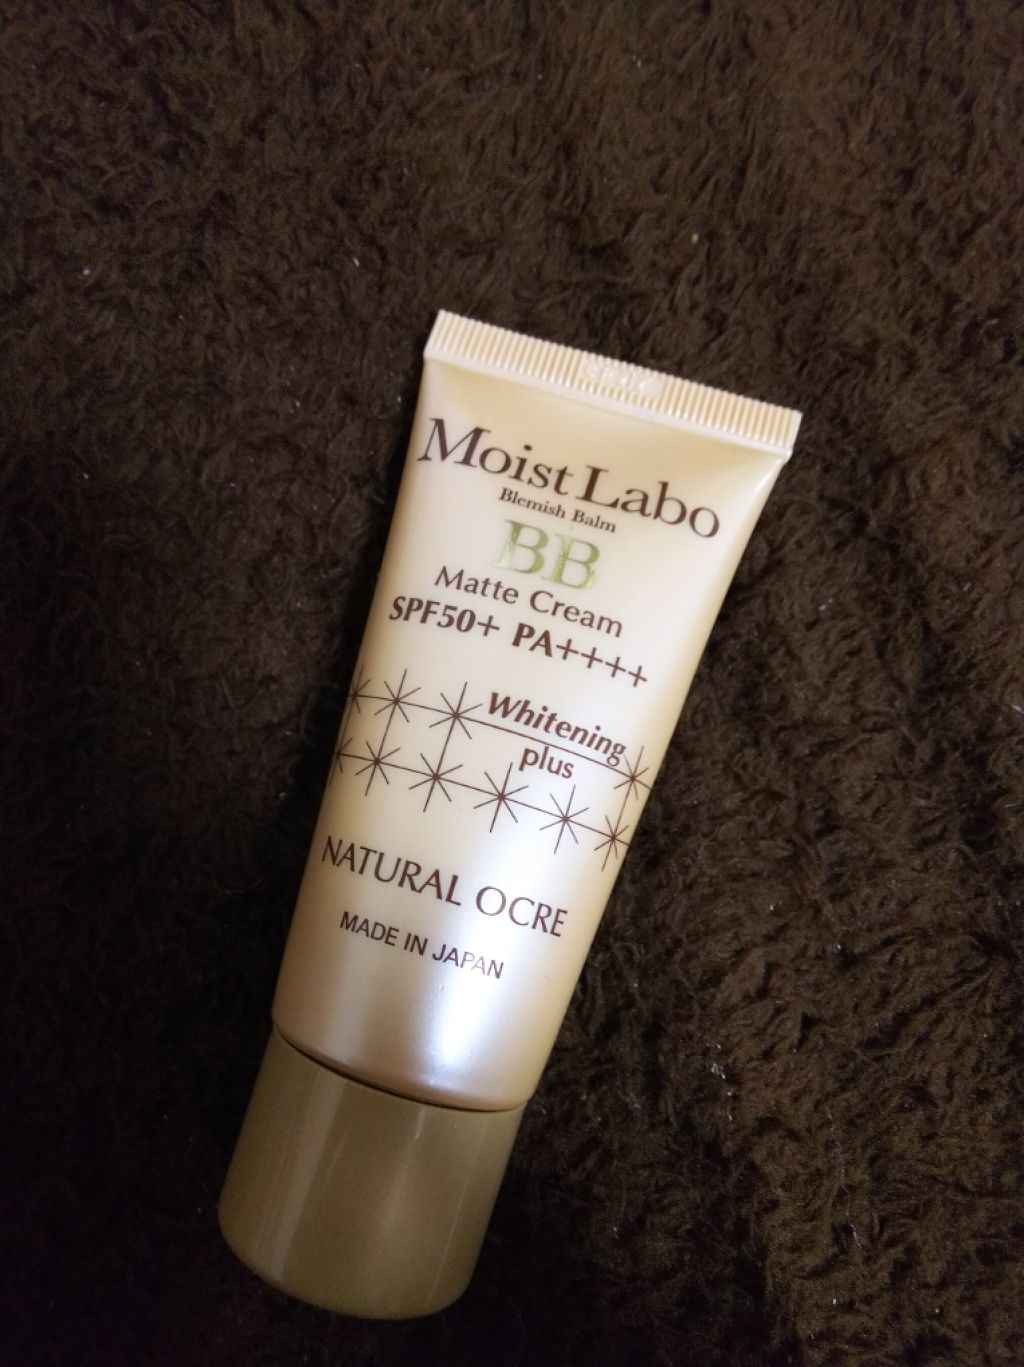 Moist Labo
Blemish Balm
BB
Matte Cream
SPF50+ PA++++
Whitening
plus
NATURAL OCRE
MADE IN JAPAN